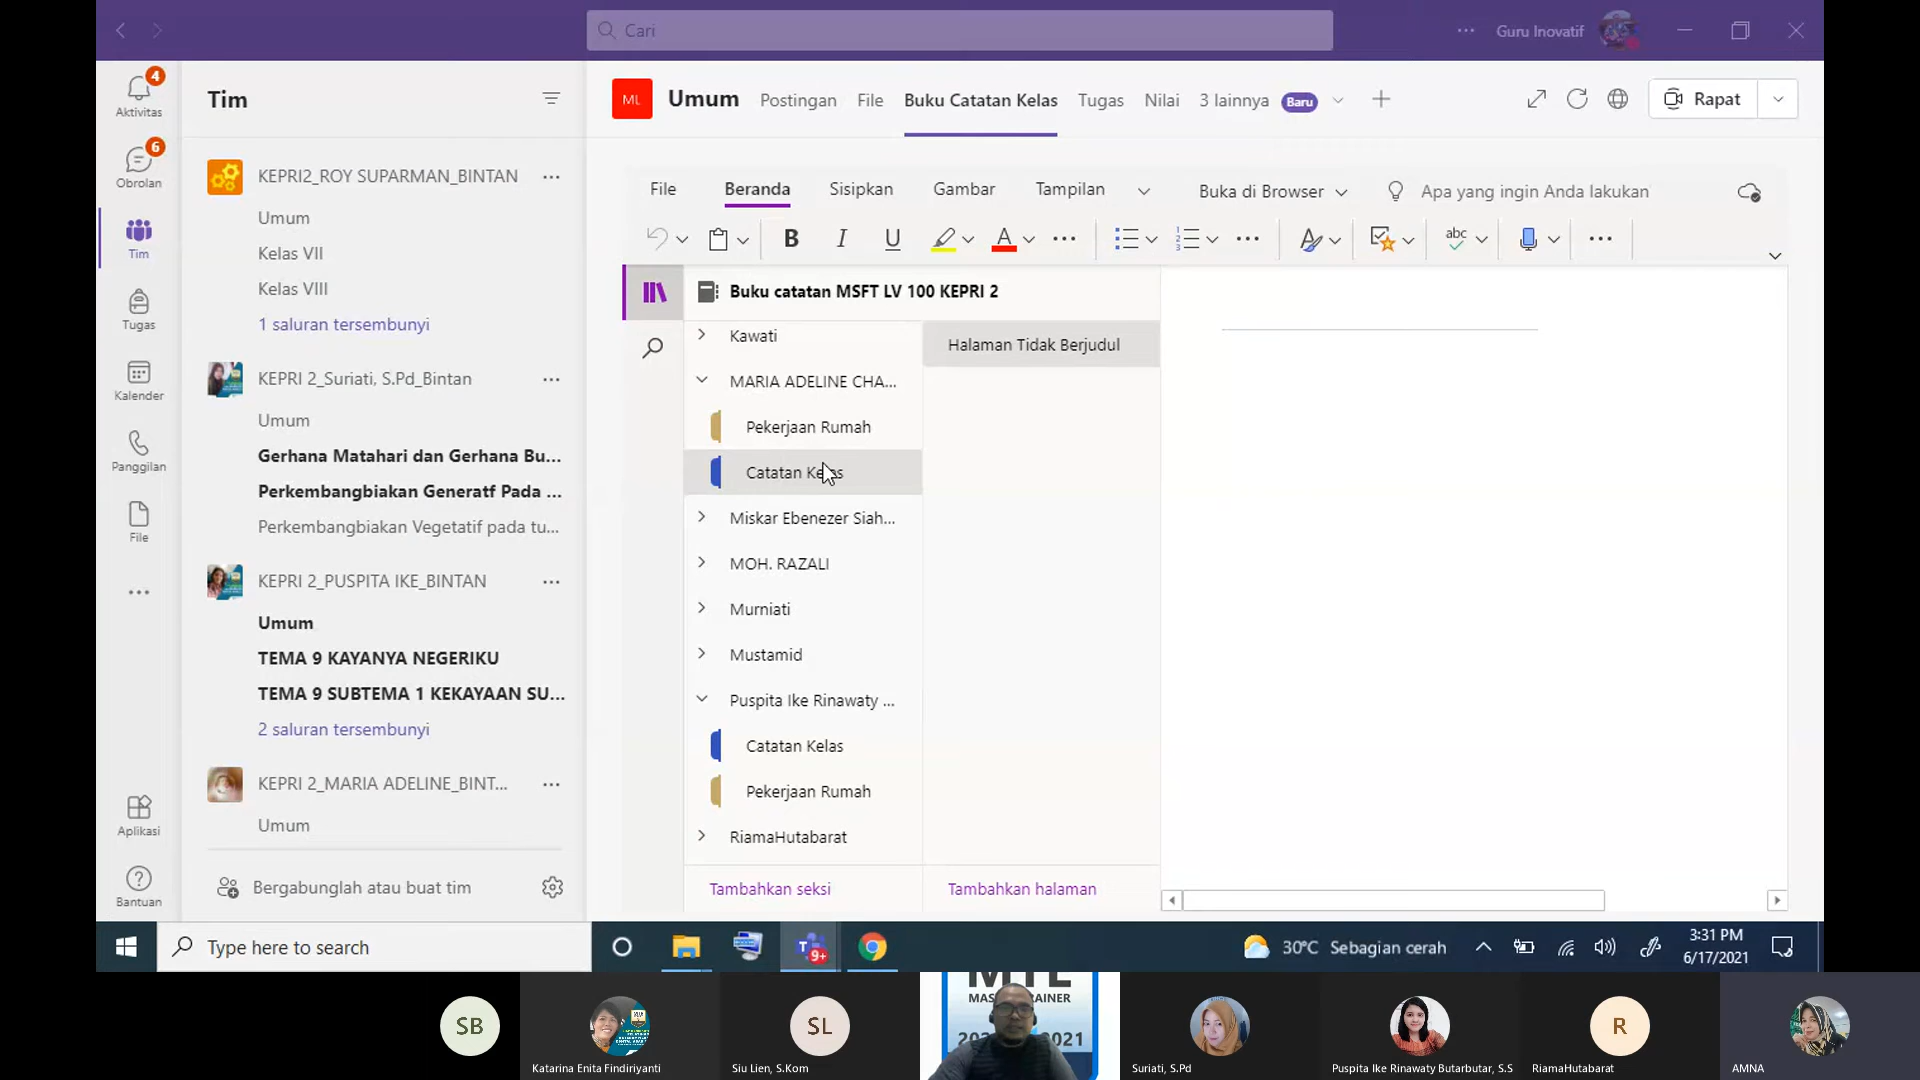 Cari
Guru Inovatif
4
Aktivitas
6
Obrolan
Tim
Tugas
Kalender
Panggilan
File
Aplikasi
Bantuan
Tim
KEPRI2_ROY SUPARMAN_BINTAN
Umum
Kelas VII
Kelas VIII
1 saluran tersembunyi
KEPRI 2_Suriati, S.Pd_Bintan
Umum
Gerhana Matahari dan Gerhana Bu...
Perkembangbiakan Generatf Pada ...
Perkembangbiakan Vegetatif pada tu...
KEPRI 2_PUSPITA IKE_BINTAN
Umum
TEMA 9 KAYANYA NEGERIKU
TEMA 9 SUBTEMA 1 KEKAYAAN SU...
2 saluran tersembunyi
KEPRI 2_MARIA ADELINE_BINT...
Umum
Bergabunglah atau buat tim
ML Umum Postingan File Buku Catatan Kelas Tugas Nilai 3 lainnya Baru
Rapat
File Beranda Sisipkan Gambar Tampilan Buka di Browser Apa yang ingin Anda lakukan
B I U A abc
Buku catatan MSFT LV 100 KEPRI 2
Kawati
MARIA ADELINE CHA...
Pekerjaan Rumah
Catatan Kelas
Miskar Ebenezer Siah...
MOH. RAZALI
Murniati
Mustamid
Puspita Ike Rinawaty ...
Catatan Kelas
Pekerjaan Rumah
RiamaHutabarat
Tambahkan seksi
Halaman Tidak Berjudul
Tambahkan halaman
Type here to search
T 9+
30°C Sebagian cerah
3:31 PM
6/17/2021
SB
Katarina Enita Findiriyanti
SL
Siu Lien, S.Kom
2021
Suriati, S.Pd
Puspita Ike Rinawaty Butarbutar, S.S
R
RiamaHutabarat
AMNA